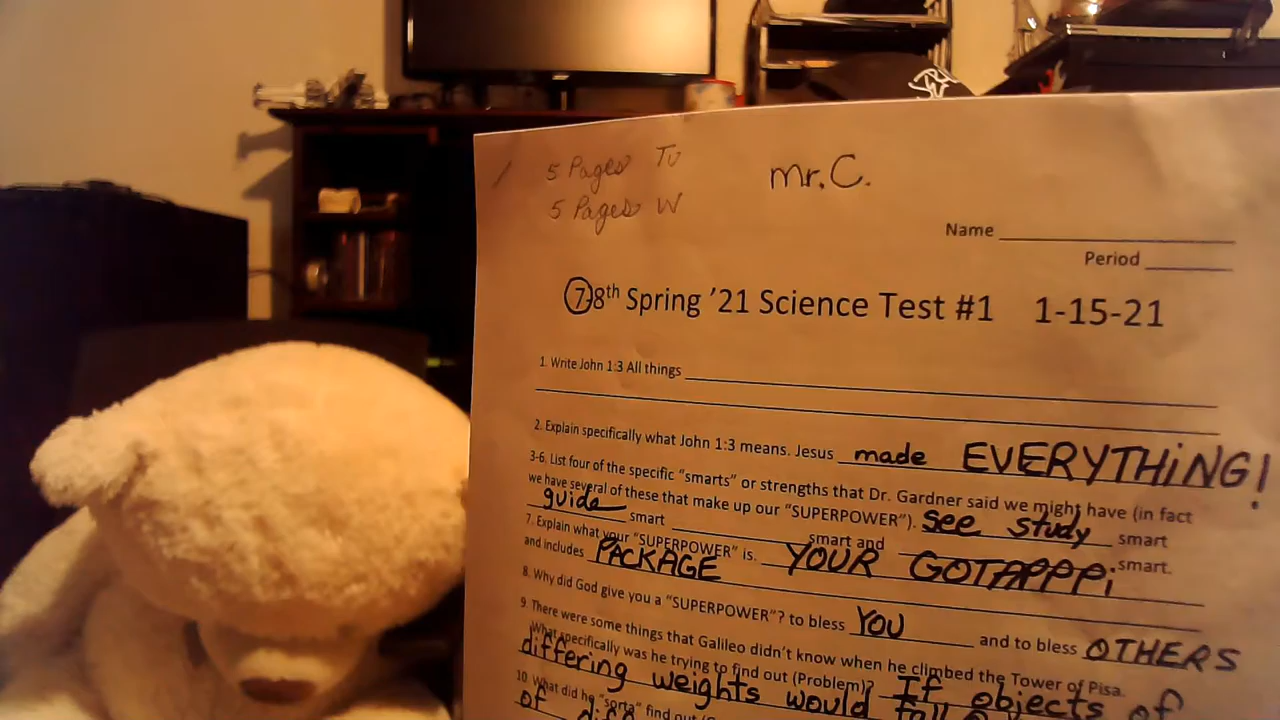 5 Pages Tu
5 Pages W
mr. C.
Name
Period
7-8th Spring '21 Science Test #1 1-15-21
1. Write John 1:3 All things
2. Explain specifically what John 1:3 means. Jesus made EVERYTHiNG!
3-6. List four of the specific "smarts" or strengths that Dr. Gardner said we might have (in fact
we have several of these that make up our "SUPERPOWER"). see study smart
guide smart smart and smart.
7. Explain what your "SUPERPOWER" is. YOUR GOTAPPPi
and includes PACKAGE
8. Why did God give you a "SUPERPOWER"? to bless YOU and to bless OTHERS
9. There were some things that Galileo didn't know when he climbed the Tower of Pisa.
What specifically was he trying to find out (Problem)? If objects of
differing weights would fall
10. What did he "sorta" find out
of